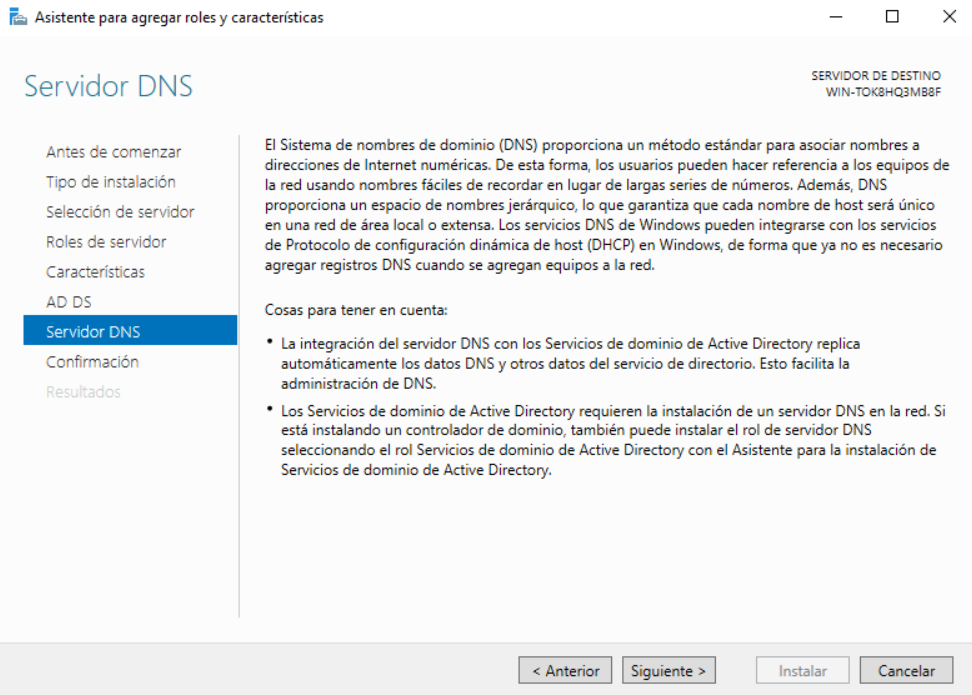 Asistente para agregar roles y características
Servidor DNS
SERVIDOR DE DESTINO
WIN-TOK8HQ3MB8F
Antes de comenzar
Tipo de instalación
Selección de servidor
Roles de servidor
Características
AD DS
Servidor DNS
Confirmación
Resultados
El Sistema de nombres de dominio (DNS) proporciona un método estándar para asociar nombres a
direcciones de Internet numéricas. De esta forma, los usuarios pueden hacer referencia a los equipos de
la red usando nombres fáciles de recordar en lugar de largas series de números. Además, DNS
proporciona un espacio de nombres jerárquico, lo que garantiza que cada nombre de host será único
en una red de área local o extensa. Los servicios DNS de Windows pueden integrarse con los servicios
de Protocolo de configuración dinámica de host (DHCP) en Windows, de forma que ya no es necesario
agregar registros DNS cuando se agregan equipos a la red.
Cosas para tener en cuenta:
• La integración del servidor DNS con los Servicios de dominio de Active Directory replica
automáticamente los datos DNS y otros datos del servicio de directorio. Esto facilita la
administración de DNS.
• Los Servicios de dominio de Active Directory requieren la instalación de un servidor DNS en la red. Si
está instalando un controlador de dominio, también puede instalar el rol de servidor DNS
seleccionando el rol Servicios de dominio de Active Directory con el Asistente para la instalación de
Servicios de dominio de Active Directory.
< Anterior
Siguiente >
Instalar
Cancelar